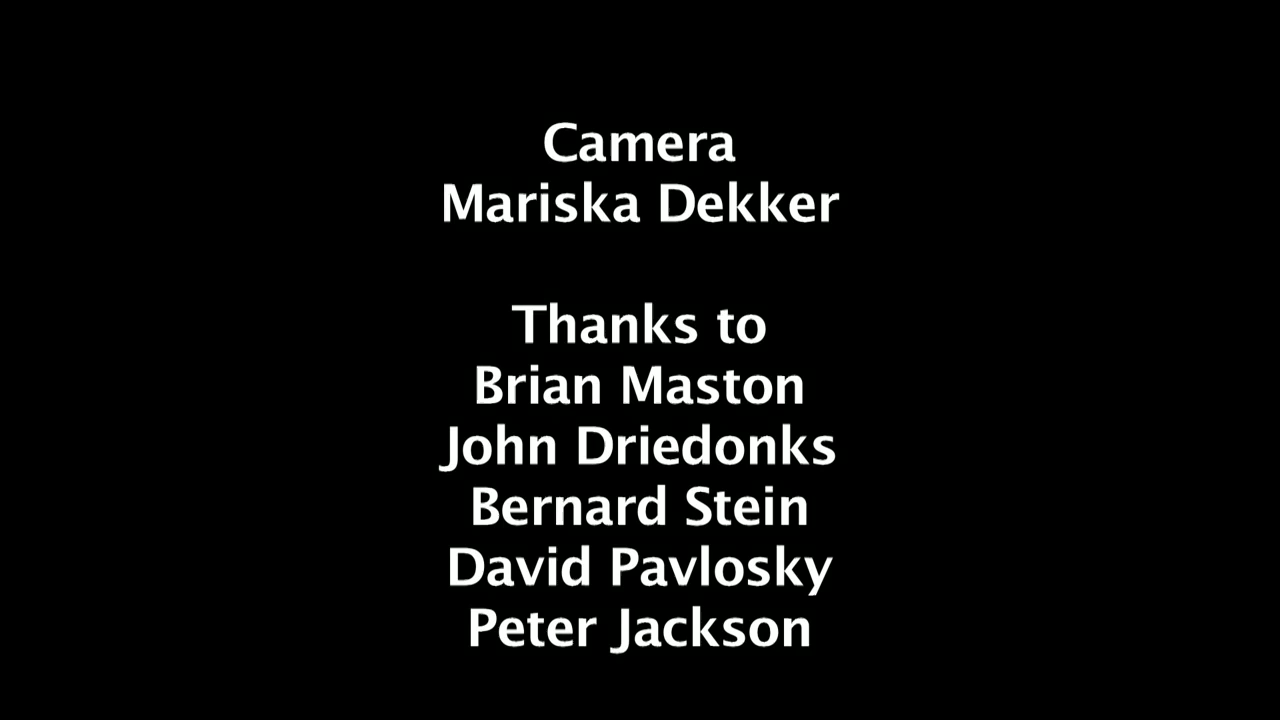 Camera
Mariska Dekker
Thanks to
Brian Maston
John Driedonks
Bernard Stein
David Pavlosky
Peter Jackson